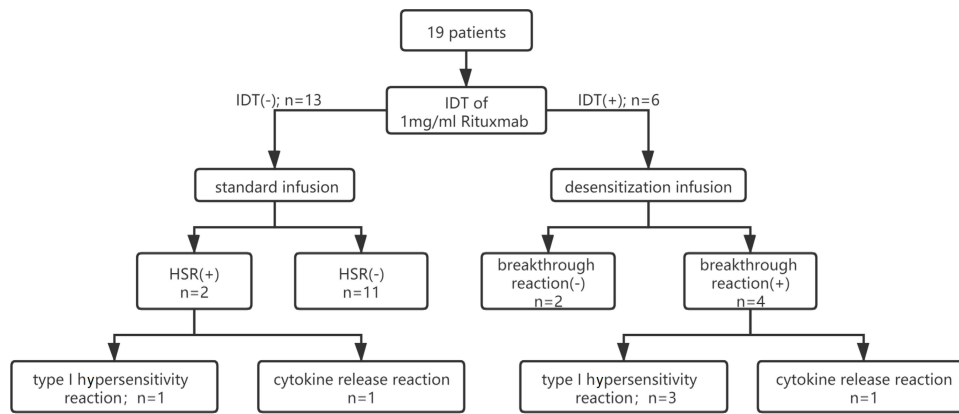 19 patients
IDT(-); n=13
IDT of
1mg/ml Rituxmab
IDT(+); n=6
standard infusion
desensitization infusion
HSR(+)
n=2
HSR(-)
n=11
breakthrough
reaction(-)
n=2
breakthrough
reaction(+)
n=4
type I hypersensitivity
reaction; n=1
cytokine release reaction
n=1
type I hypersensitivity
reaction; n=3
cytokine release reaction
n=1